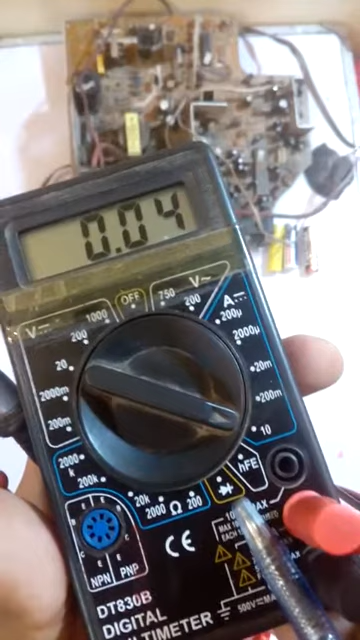 0.04
OFF
V⎓ 1000 750 V~
200 200 A⎓
200µ
20 2000µ
2000m 20m
200m 200m
2000k 10
200k hFE
20k 2000 Ω 200
E B C E
NPN PNP
CE
DT830B
DIGITAL
500V